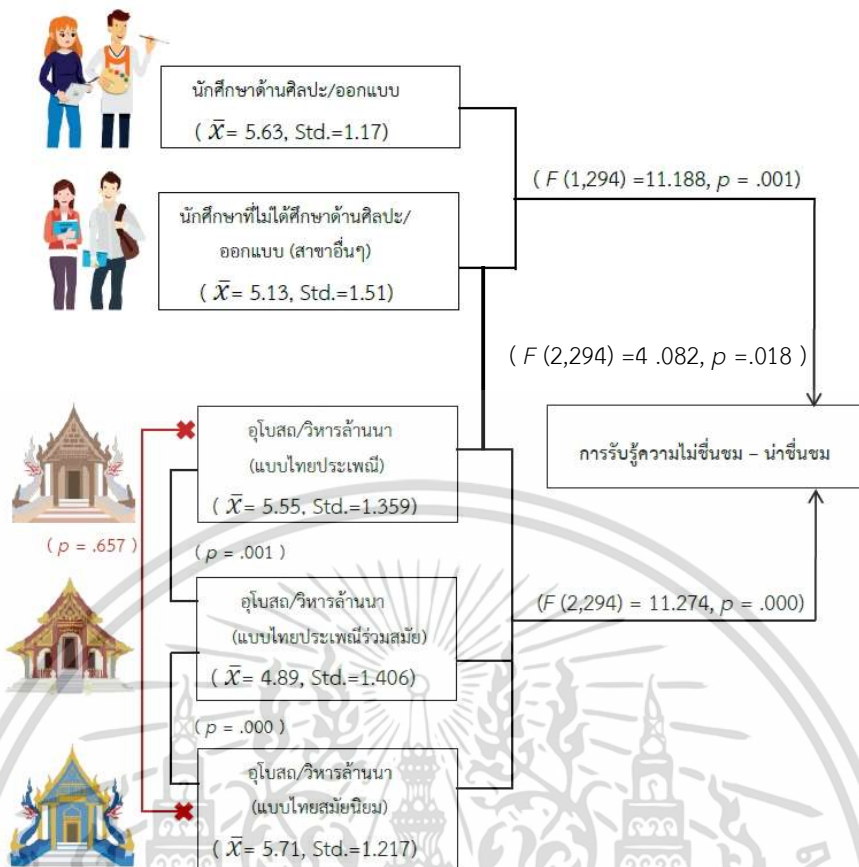 นักศึกษาด้านศิลปะ/ออกแบบ
( x̄ = 5.63, Std.=1.17)
( F (1,294) =11.188, p = .001)
นักศึกษาที่ไม่ได้ศึกษาด้านศิลปะ/
ออกแบบ (สาขาอื่นๆ)
( x̄ = 5.13, Std.=1.51)
( F (2,294) =4 .082, p =.018 )
อุโบสถ/วิหารล้านนา
(แบบไทยประเพณี)
( x̄ = 5.55, Std.=1.359)
การรับรู้ความไม่ชื่นชม – น่าชื่นชม
( p = .657)
( p = .001)
อุโบสถ/วิหารล้านนา
(แบบไทยประเพณีร่วมสมัย)
( x̄ = 4.89, Std.=1.406)
(F (2,294) = 11.274, p = .000)
( p = .000 )
อุโบสถ/วิหารล้านนา
(แบบไทยสมัยนิยม)
( x̄ = 5.71, Std.=1.217)